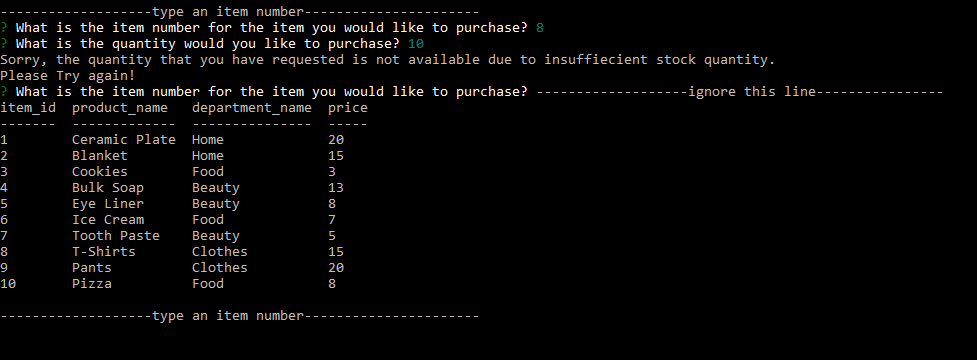 -------------------type an item number----------------------
? What is the item number for the item you would like to purchase? 8
? What is the quantity would you like to purchase? 10
Sorry, the quantity that you have requested is not available due to insuffiecient stock quantity.
Please Try again!
? What is the item number for the item you would like to purchase? -------------------ignore this line----------------
item_id  product_name   department_name  price
-------  -------------  ---------------  -----
1        Ceramic Plate  Home             20
2        Blanket        Home             15
3        Cookies        Food             3
4        Bulk Soap      Beauty           13
5        Eye Liner      Beauty           8
6        Ice Cream      Food             7
7        Tooth Paste    Beauty           5
8        T-Shirts       Clothes          15
9        Pants          Clothes          20
10       Pizza          Food             8
-------------------type an item number----------------------